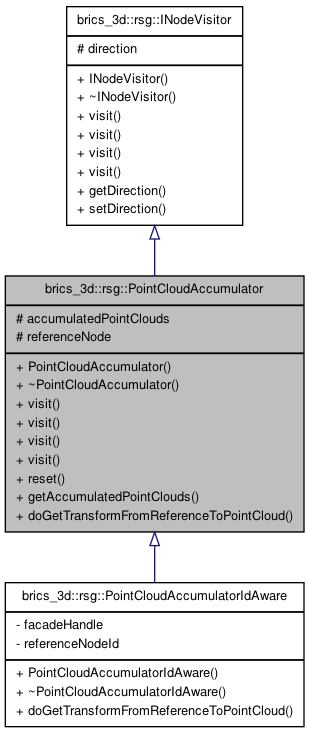 brics_3d::rsg::INodeVisitor
# direction
+ INodeVisitor()
+ ~INodeVisitor()
+ visit()
+ visit()
+ visit()
+ visit()
+ getDirection()
+ setDirection()
brics_3d::rsg::PointCloudAccumulator
# accumulatedPointClouds
# referenceNode
+ PointCloudAccumulator()
+ ~PointCloudAccumulator()
+ visit()
+ visit()
+ visit()
+ visit()
+ reset()
+ getAccumulatedPointClouds()
+ doGetTransformFromReferenceToPointCloud()
brics_3d::rsg::PointCloudAccumulatorIdAware
- facadeHandle
- referenceNodeId
+ PointCloudAccumulatorIdAware()
+ ~PointCloudAccumulatorIdAware()
+ doGetTransformFromReferenceToPointCloud()